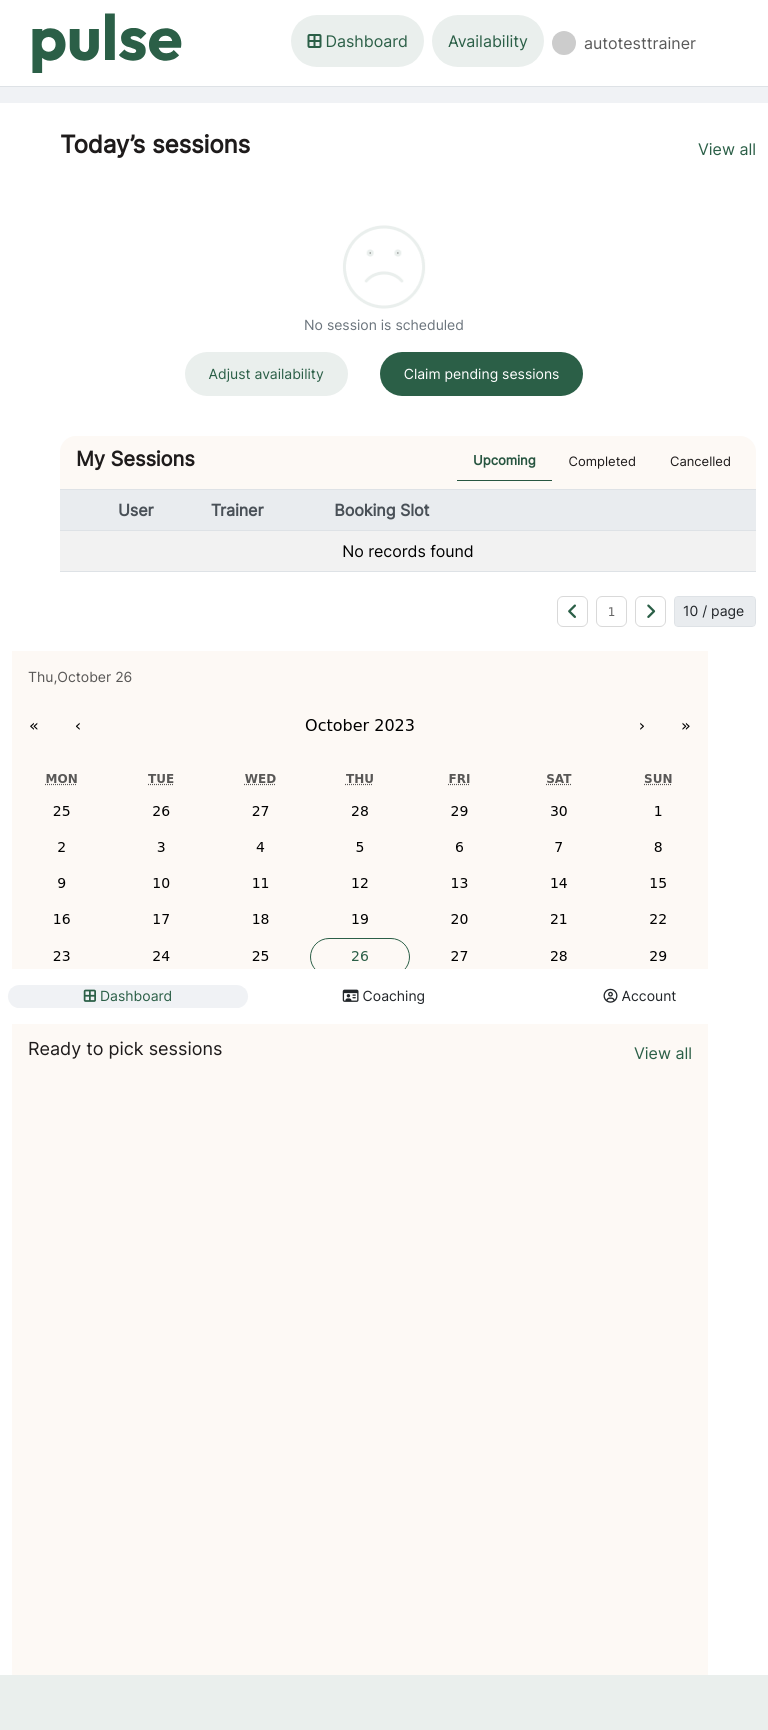 pulse
Dashboard
Availability
autotesttrainer
Today’s sessions
View all
No session is scheduled
Adjust availability
Claim pending sessions
My Sessions
Upcoming
Completed
Cancelled
User Trainer Booking Slot
No records found
1
10 / page
Thu,October 26
« ‹ October 2023 › »
MON TUE WED THU FRI SAT SUN
25 26 27 28 29 30 1
2 3 4 5 6 7 8
9 10 11 12 13 14 15
16 17 18 19 20 21 22
23 24 25 26 27 28 29
Dashboard
Coaching
Account
Ready to pick sessions
View all